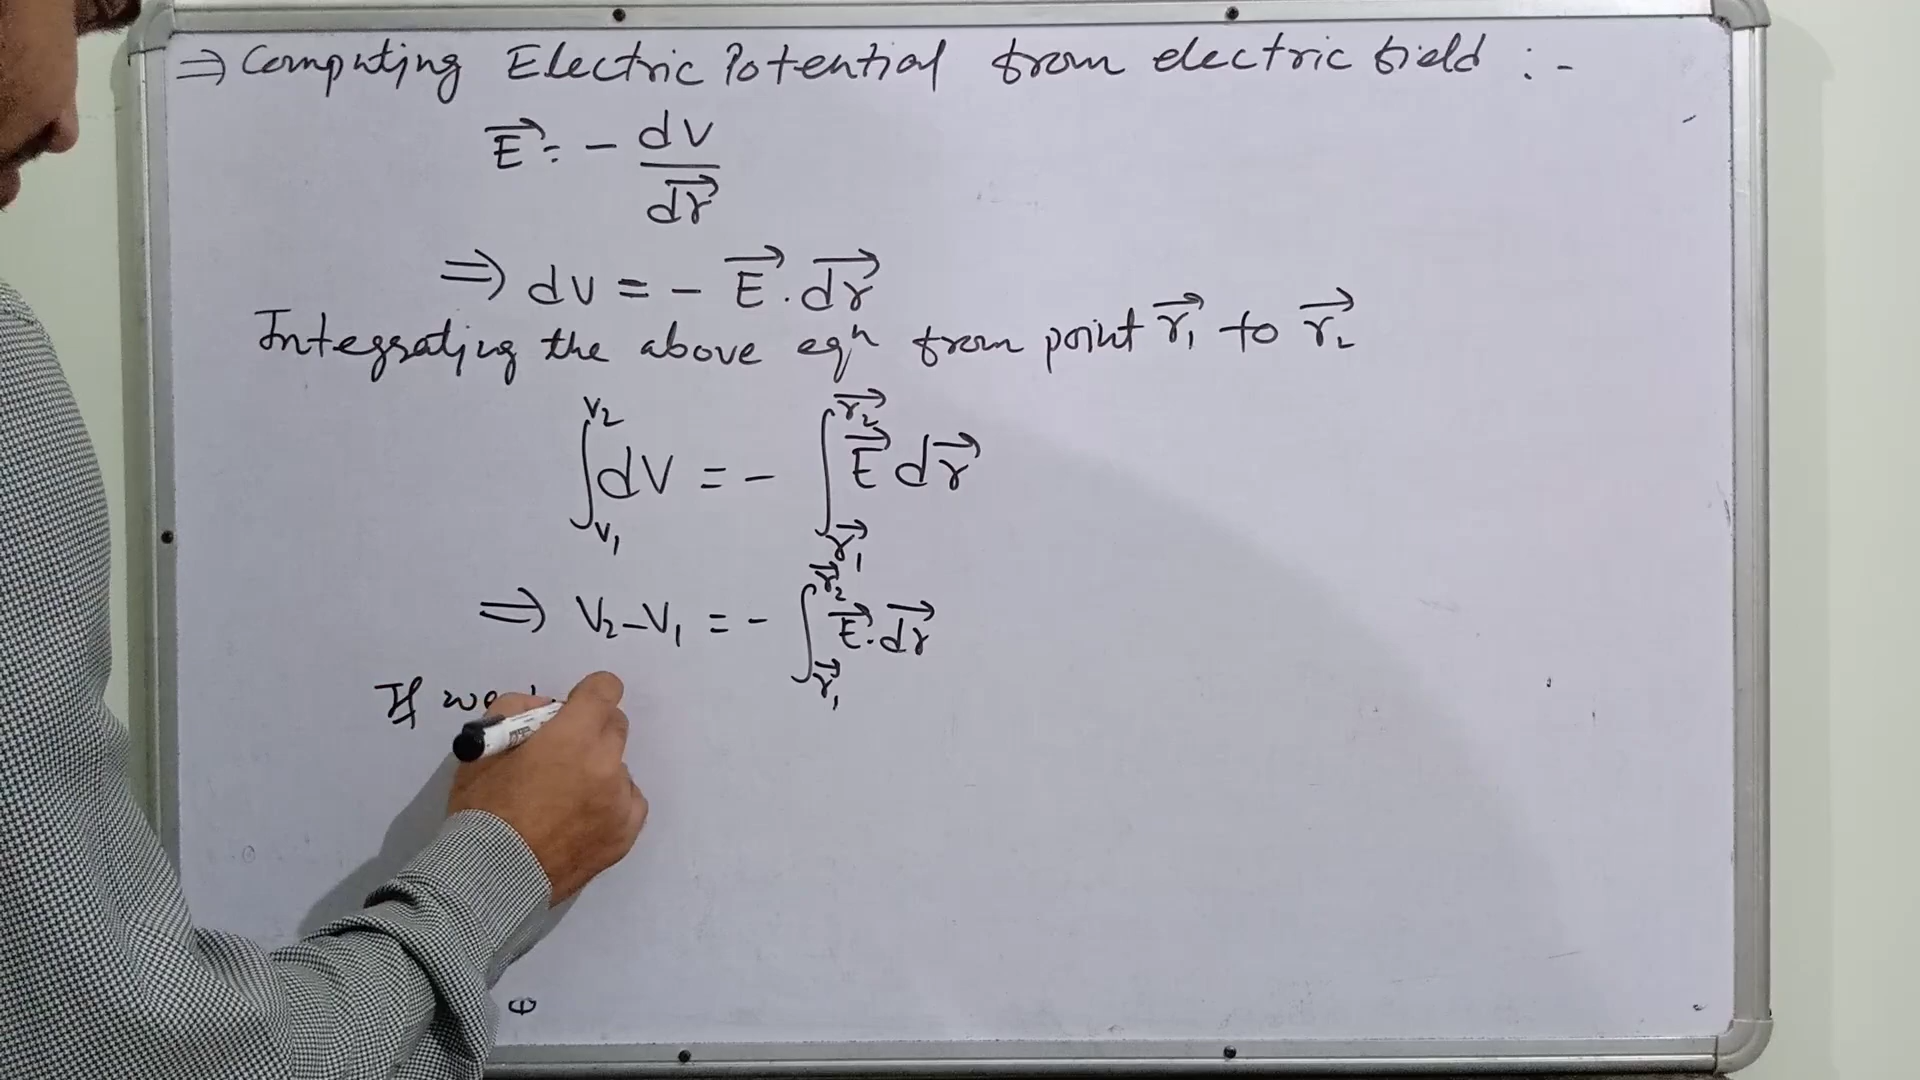 ⇒ Computing Electric Potential from electric field :-
E⃗ = - dV / dr⃗
⇒ dv = - E⃗ . dr⃗
Integrating the above eqⁿ from point r⃗₁ to r⃗₂
∫_{V₁}^{V₂} dV = - ∫_{r⃗₁}^{r⃗₂} E⃗ dr⃗
⇒ V₂-V₁ = - ∫_{r⃗₁}^{r⃗₂} E⃗ . dr⃗
If we